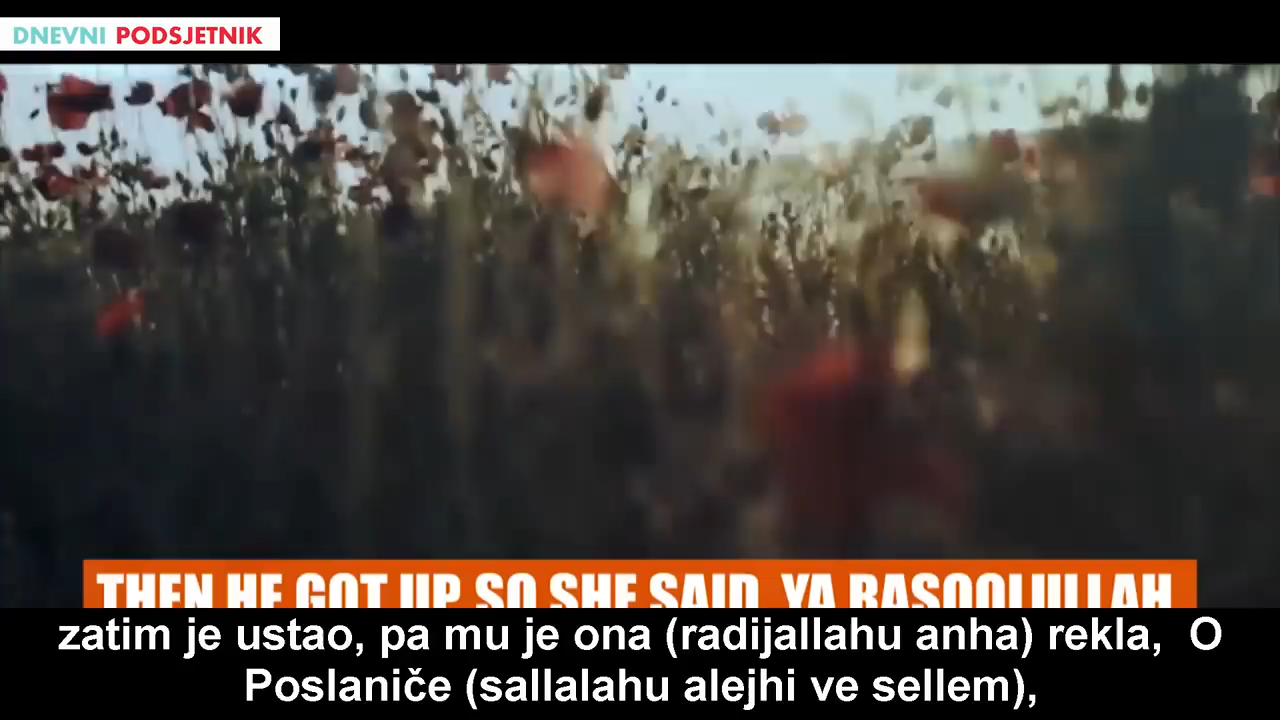 DNEVNI PODSJETNIK
THEN HE GOT UP SO SHE SAID, YA RASOOLULLAH
zatim je ustao, pa mu je ona (radijallahu anha) rekla,  O
Poslaniče (sallalahu alejhi ve sellem),